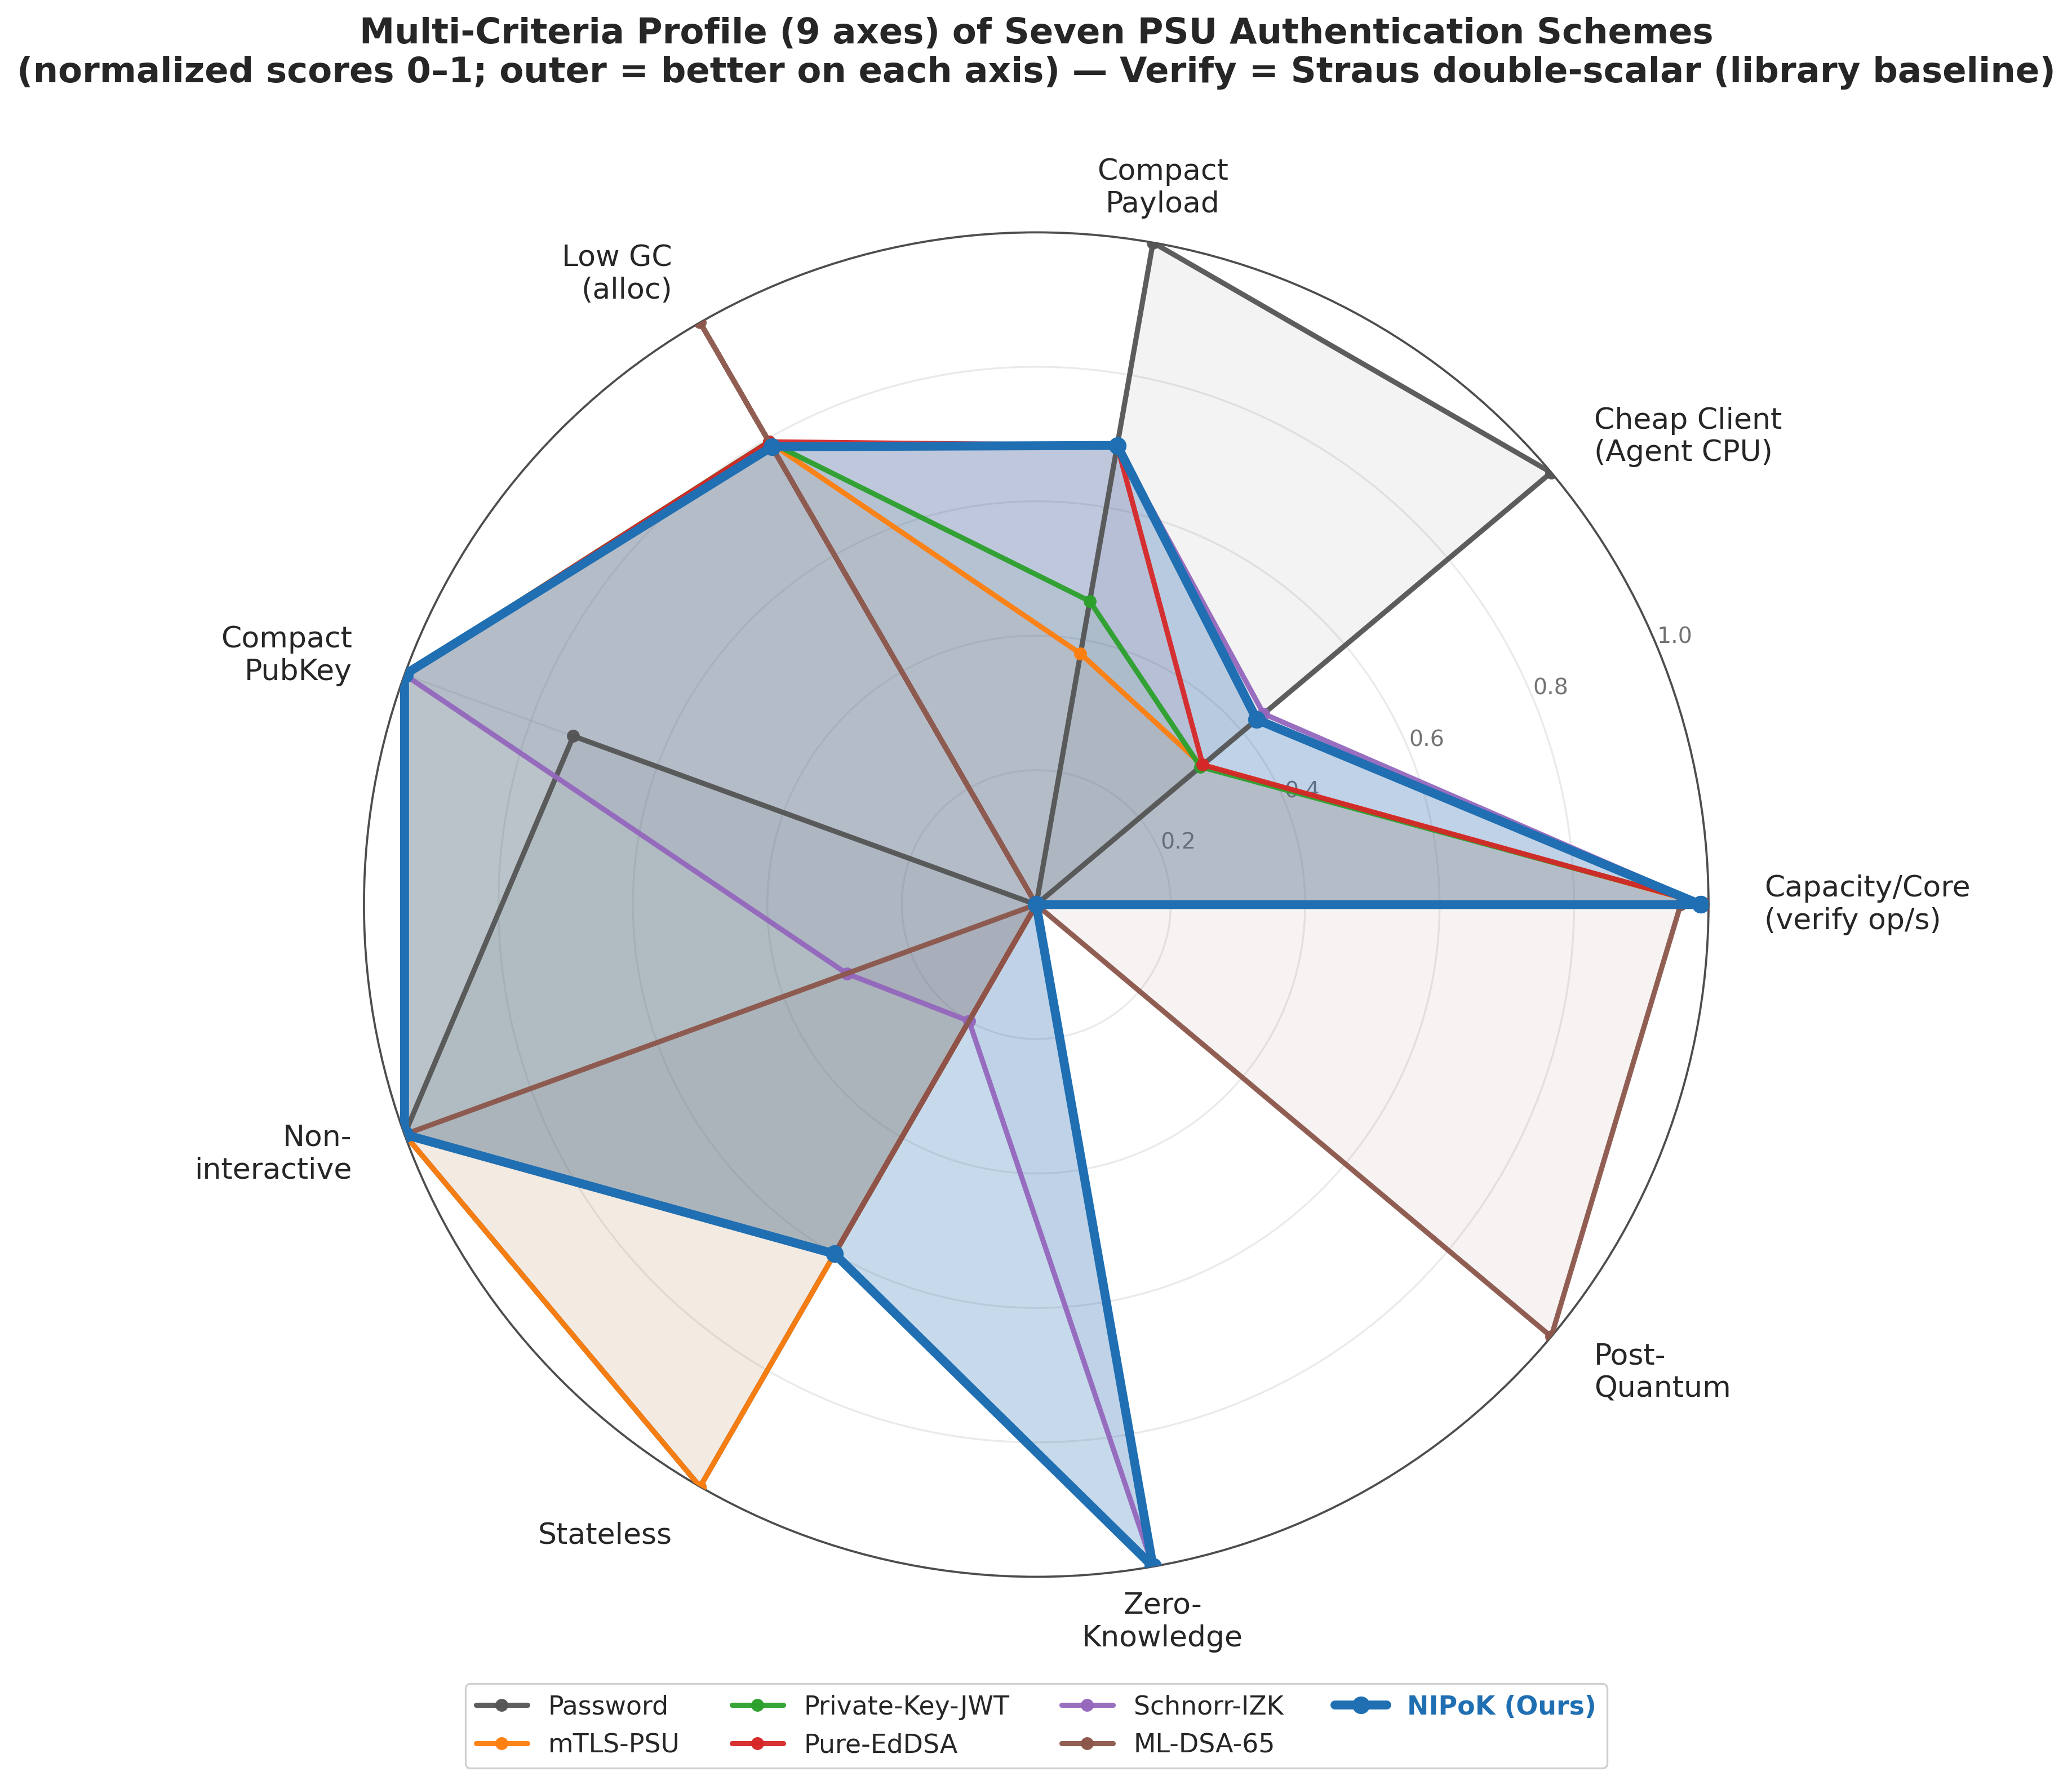 Multi-Criteria Profile (9 axes) of Seven PSU Authentication Schemes
(normalized scores 0–1; outer = better on each axis) — Verify = Straus double-scalar (library baseline)
Compact
Payload
Low GC
(alloc)
Cheap Client
(Agent CPU)
Compact
PubKey
1.0
0.8
0.6
0.4
0.2
Capacity/Core
(verify op/s)
Non-
interactive
Post-
Quantum
Stateless
Zero-
Knowledge
Password
mTLS-PSU
Private-Key-JWT
Pure-EdDSA
Schnorr-IZK
ML-DSA-65
NIPoK (Ours)